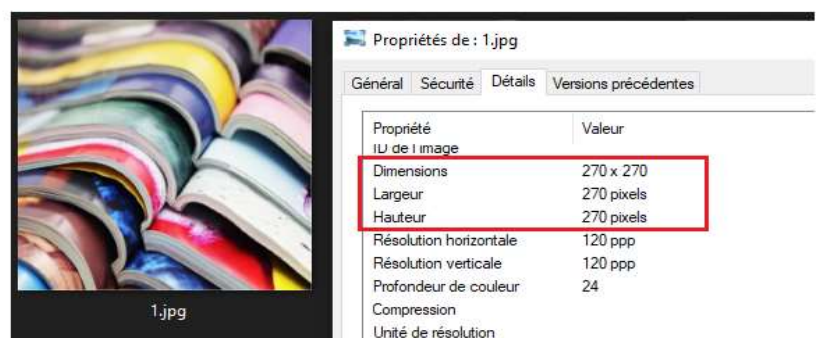 1.jpg
Propriétés de : 1.jpg
Général Sécurité Détails Versions précédentes
Propriété Valeur
ID de l'image
Dimensions 270 x 270
Largeur 270 pixels
Hauteur 270 pixels
Résolution horizontale 120 ppp
Résolution verticale 120 ppp
Profondeur de couleur 24
Compression
Unité de résolution